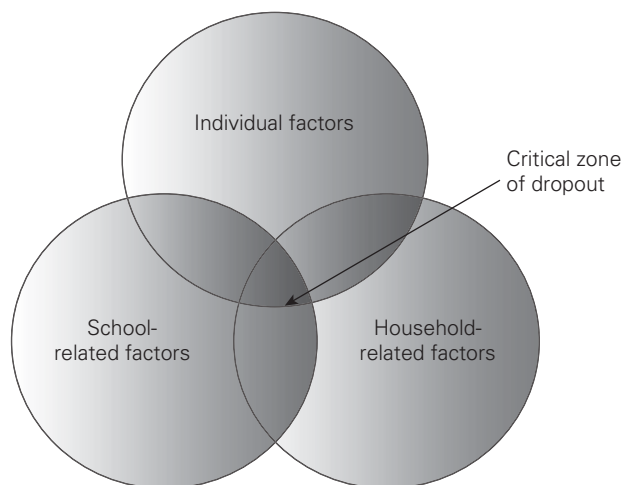 Individual factors
Critical zone
of dropout
School-
related factors
Household-
related factors